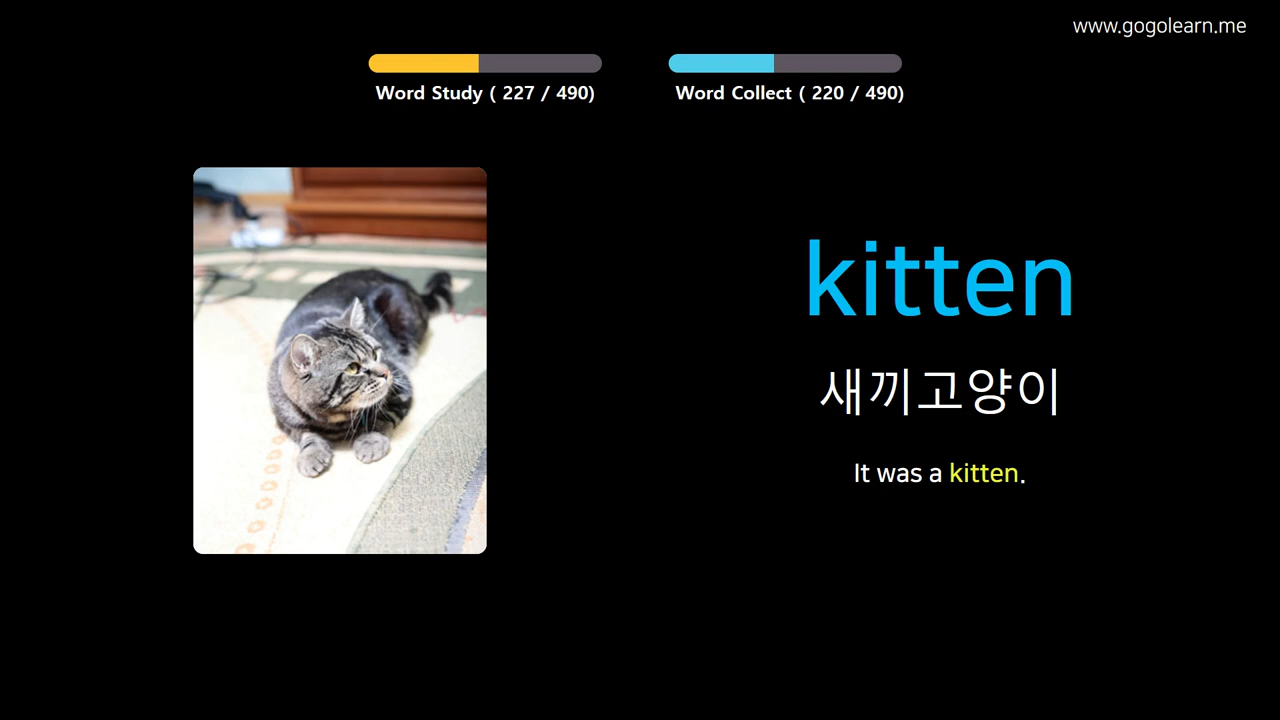 www.gogolearn.me
Word Study ( 227 / 490)
Word Collect ( 220 / 490)
kitten
새끼고양이
It was a kitten.